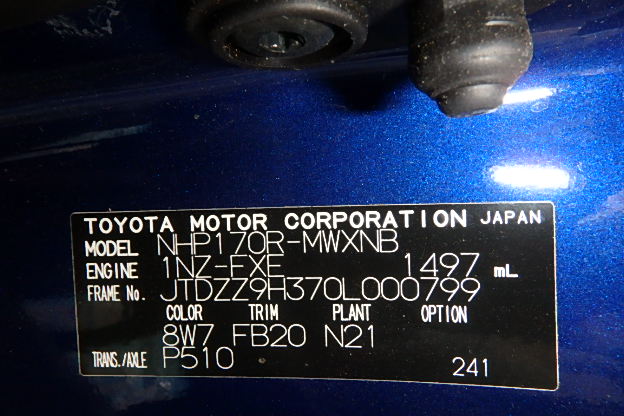 TOYOTA MOTOR CORPORATION JAPAN
MODEL NHP170R-MWXNB
ENGINE 1NZ-FXE 1497 mL
FRAME No. JTDZZ9H370L000799
COLOR TRIM PLANT OPTION
8W7 FB20 N21
TRANS./AXLE P510 241